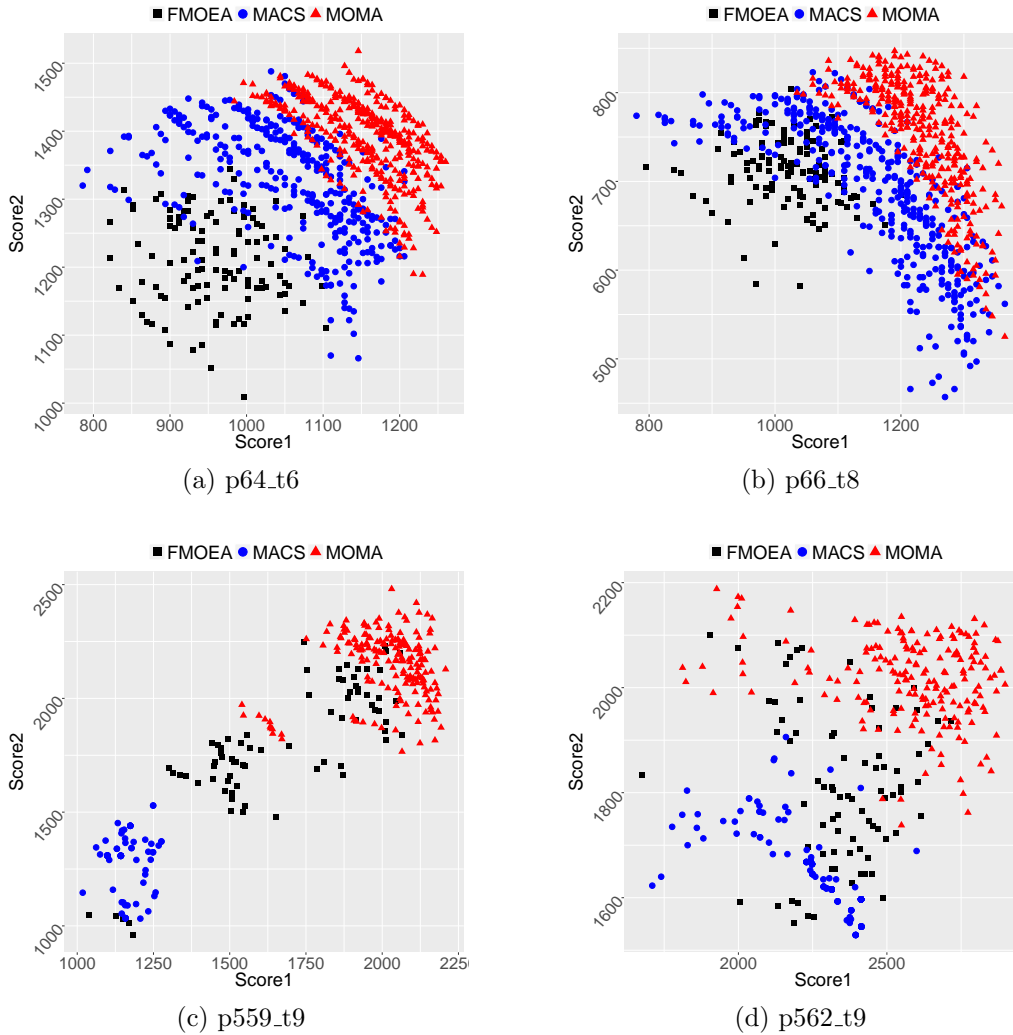 FMOEA MACS MOMA
1500
1400
1300
1200
1100
1000
Score2
800 900 1000 1100 1200
Score1
(a) p64_t6
FMOEA MACS MOMA
800
700
600
500
Score2
800 1000 1200
Score1
(b) p66_t8
FMOEA MACS MOMA
2500
2000
1500
1000
Score2
1000 1250 1500 1750 2000 2250
Score1
(c) p559_t9
FMOEA MACS MOMA
2200
2000
1800
1600
Score2
2000 2500
Score1
(d) p562_t9